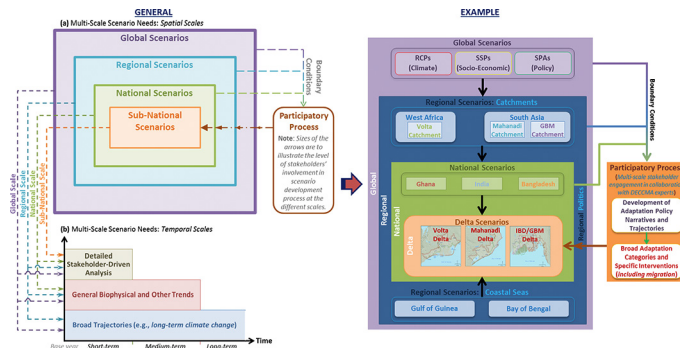 GENERAL
(a) Multi-Scale Scenario Needs: Spatial Scales
Global Scenarios
Regional Scenarios
National Scenarios
Sub-National
Scenarios
Boundary
Conditions
Participatory
Process
Note: Sizes of the
arrows are to
illustrate the level
of stakeholders'
involvement in
scenario
development
process at the
different scales.
Global Scale
Regional Scale
National Scale
Sub-National Scale
(b) Multi-Scale Scenario Needs: Temporal Scales
Detailed
Stakeholder-Driven
Analysis
General Biophysical and Other Trends
Broad Trajectories (e.g., long-term climate change)
Time
Base year
Short-term
Medium-term
Long-term
EXAMPLE
Global Scenarios
RCPs
(Climate)
SSPs
(Socio-Economic)
SPAs
(Policy)
Regional Scenarios: Catchments
West Africa
Volta
Catchment
South Asia
Mahanadi
Catchment
GBM
Catchment
National Scenarios
Ghana
India
Bangladesh
Delta Scenarios
Volta
Delta
Mahanadi
Delta
IBD/GBM
Delta
Global
Regional
National
Delta
Regional Politics
Regional Scenarios: Coastal Seas
Gulf of Guinea
Bay of Bengal
Boundary Conditions
Participatory Process
(Multi-scale stakeholder
engagement in collaboration
with DECCMA experts)
Development of
Adaptation Policy
Narratives and
Trajectories
Broad Adaptation
Categories and
Specific Interventions
(including migration)